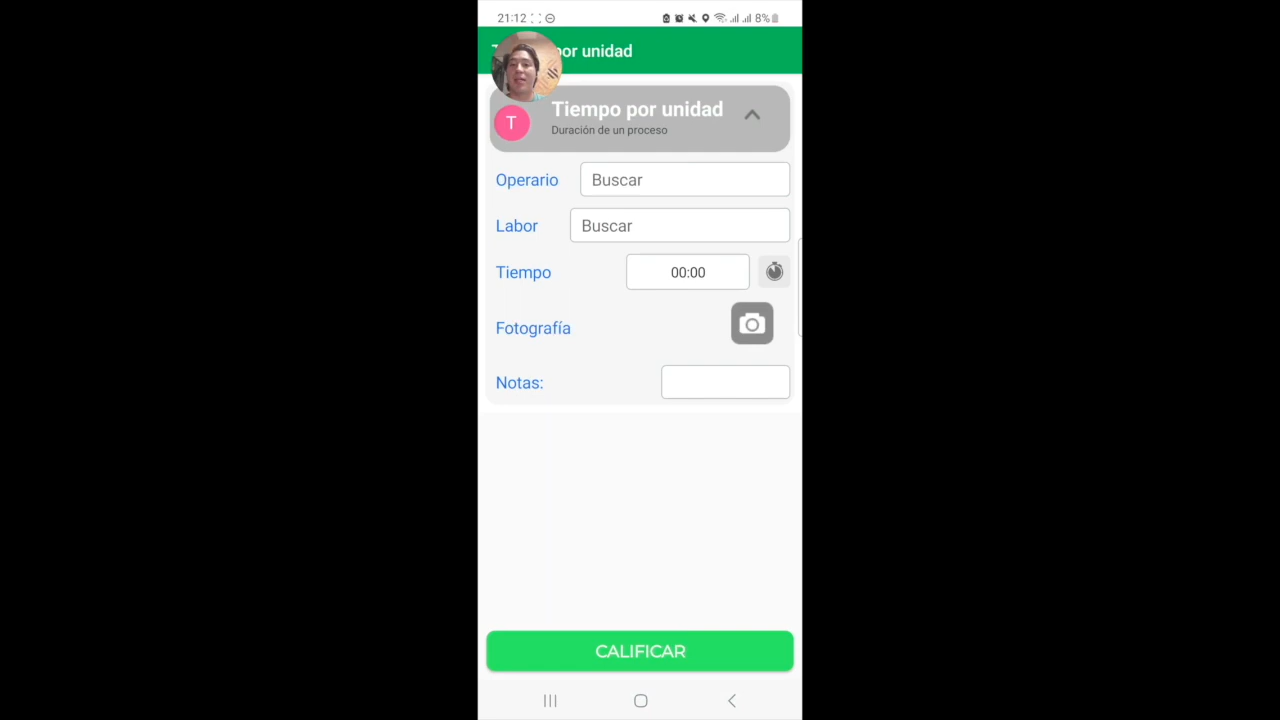 21:12 8%
por unidad
T
Tiempo por unidad
Duración de un proceso
Operario Buscar
Labor Buscar
Tiempo 00:00
Fotografía
Notas:
CALIFICAR